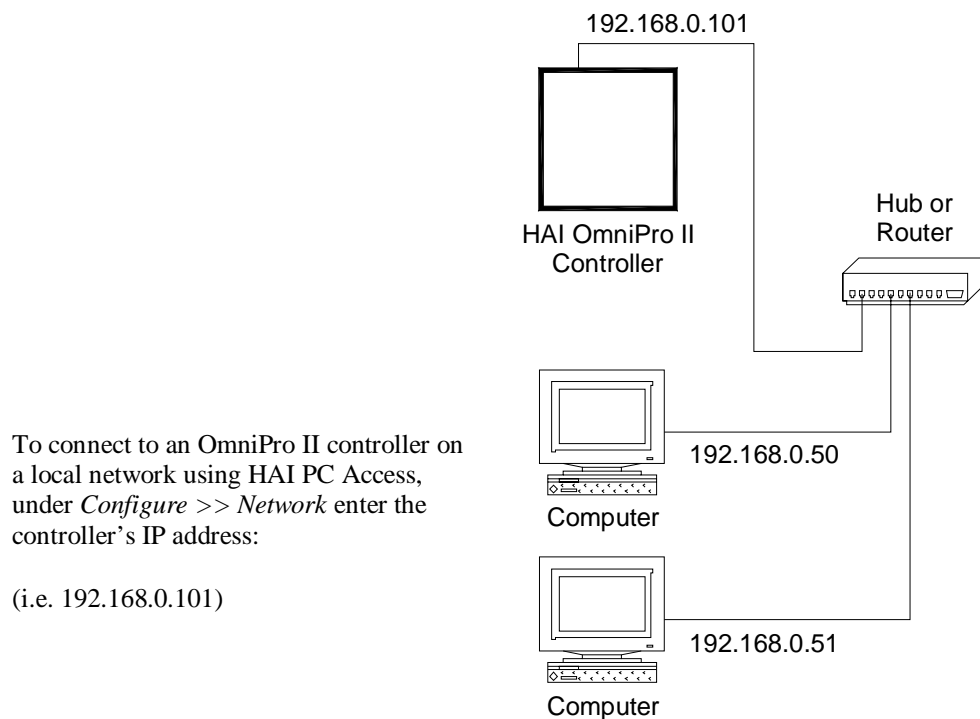 192.168.0.101
HAI OmniPro II
Controller
Hub or
Router
To connect to an OmniPro II controller on
a local network using HAI PC Access,
under Configure >> Network enter the
controller’s IP address:
(i.e. 192.168.0.101)
192.168.0.50
Computer
192.168.0.51
Computer